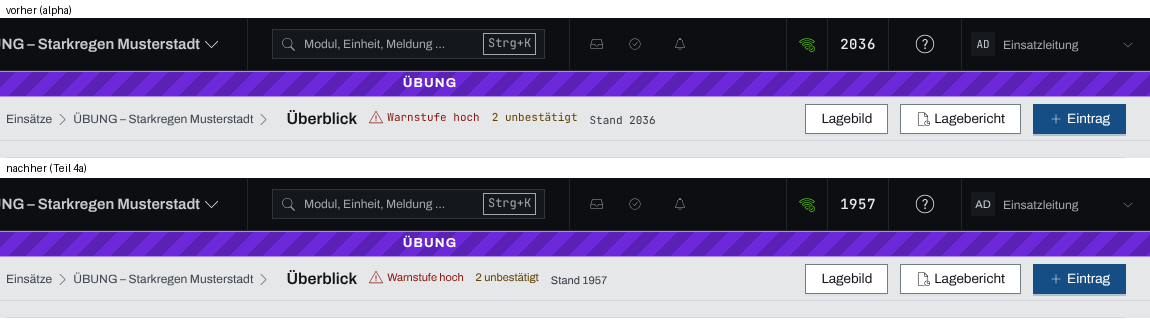 vorher (alpha)
NG – Starkregen Musterstadt Modul, Einheit, Meldung ... Strg+K 2036 ? AD Einsatzleitung
ÜBUNG
Einsätze ÜBUNG – Starkregen Musterstadt Überblick Warnstufe hoch 2 unbestätigt Stand 2036 Lagebild Lagebericht + Eintrag
nachher (Teil 4a)
NG – Starkregen Musterstadt Modul, Einheit, Meldung ... Strg+K 1957 ? AD Einsatzleitung
ÜBUNG
Einsätze ÜBUNG – Starkregen Musterstadt Überblick Warnstufe hoch 2 unbestätigt Stand 1957 Lagebild Lagebericht + Eintrag